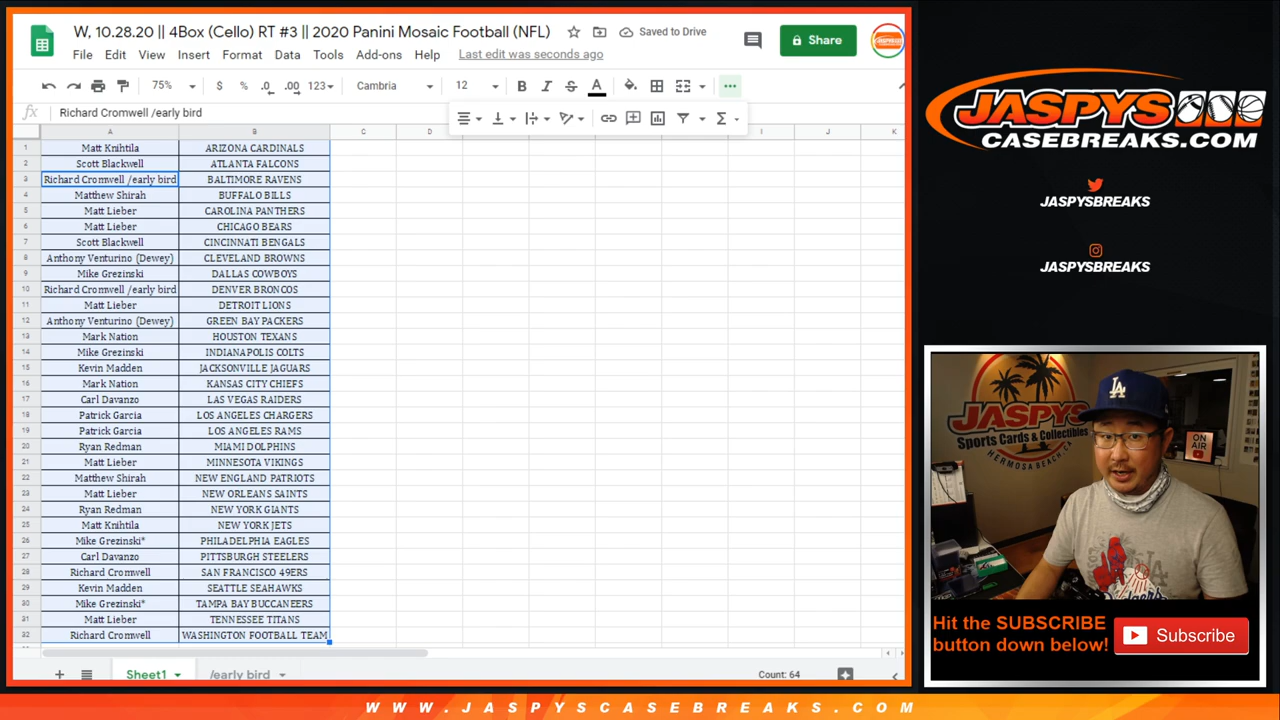 W, 10.28.20 || 4Box (Cello) RT #3 || 2020 Panini Mosaic Football (NFL)
Saved to Drive
Share
File Edit View Insert Format Data Tools Add-ons Help Last edit was seconds ago
75% $ % .0 .00 123 Cambria 12 B I S A
fx Richard Cromwell /early bird
A B C D I J K
1 Matt Knihtila ARIZONA CARDINALS
2 Scott Blackwell ATLANTA FALCONS
3 Richard Cromwell /early bird BALTIMORE RAVENS
4 Matthew Shirah BUFFALO BILLS
5 Matt Lieber CAROLINA PANTHERS
6 Matt Lieber CHICAGO BEARS
7 Scott Blackwell CINCINNATI BENGALS
8 Anthony Venturino (Dewey) CLEVELAND BROWNS
9 Mike Grezinski DALLAS COWBOYS
10 Richard Cromwell /early bird DENVER BRONCOS
11 Matt Lieber DETROIT LIONS
12 Anthony Venturino (Dewey) GREEN BAY PACKERS
13 Mark Nation HOUSTON TEXANS
14 Mike Grezinski INDIANAPOLIS COLTS
15 Kevin Madden JACKSONVILLE JAGUARS
16 Mark Nation KANSAS CITY CHIEFS
17 Carl Davanzo LAS VEGAS RAIDERS
18 Patrick Garcia LOS ANGELES CHARGERS
19 Patrick Garcia LOS ANGELES RAMS
20 Ryan Redman MIAMI DOLPHINS
21 Matt Lieber MINNESOTA VIKINGS
22 Matthew Shirah NEW ENGLAND PATRIOTS
23 Matt Lieber NEW ORLEANS SAINTS
24 Ryan Redman NEW YORK GIANTS
25 Matt Knihtila NEW YORK JETS
26 Mike Grezinski* PHILADELPHIA EAGLES
27 Carl Davanzo PITTSBURGH STEELERS
28 Richard Cromwell SAN FRANCISCO 49ERS
29 Kevin Madden SEATTLE SEAHAWKS
30 Mike Grezinski* TAMPA BAY BUCCANEERS
31 Matt Lieber TENNESSEE TITANS
32 Richard Cromwell WASHINGTON FOOTBALL TEAM
Sheet1 /early bird Count: 64
JASPYS
CASEBREAKS.COM
JASPYSBREAKS
JASPYSBREAKS
JASPYS
Sports Cards & Collectibles
HERMOSA BEACH, CA
ON
AIR
LA
Dodgers
Hit the SUBSCRIBE
button down below!
Subscribe
WWW.JASPYSCASEBREAKS.COM